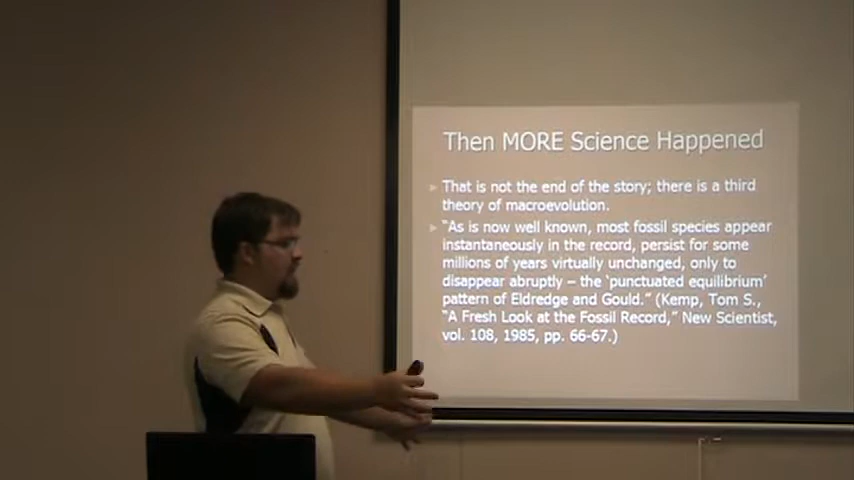 Then MORE Science Happened
That is not the end of the story; there is a third
theory of macroevolution.
"As is now well known, most fossil species appear
instantaneously in the record, persist for some
millions of years virtually unchanged, only to
disappear abruptly – the 'punctuated equilibrium'
pattern of Eldredge and Gould." (Kemp, Tom S.,
"A Fresh Look at the Fossil Record," New Scientist,
vol. 108, 1985, pp. 66-67.)